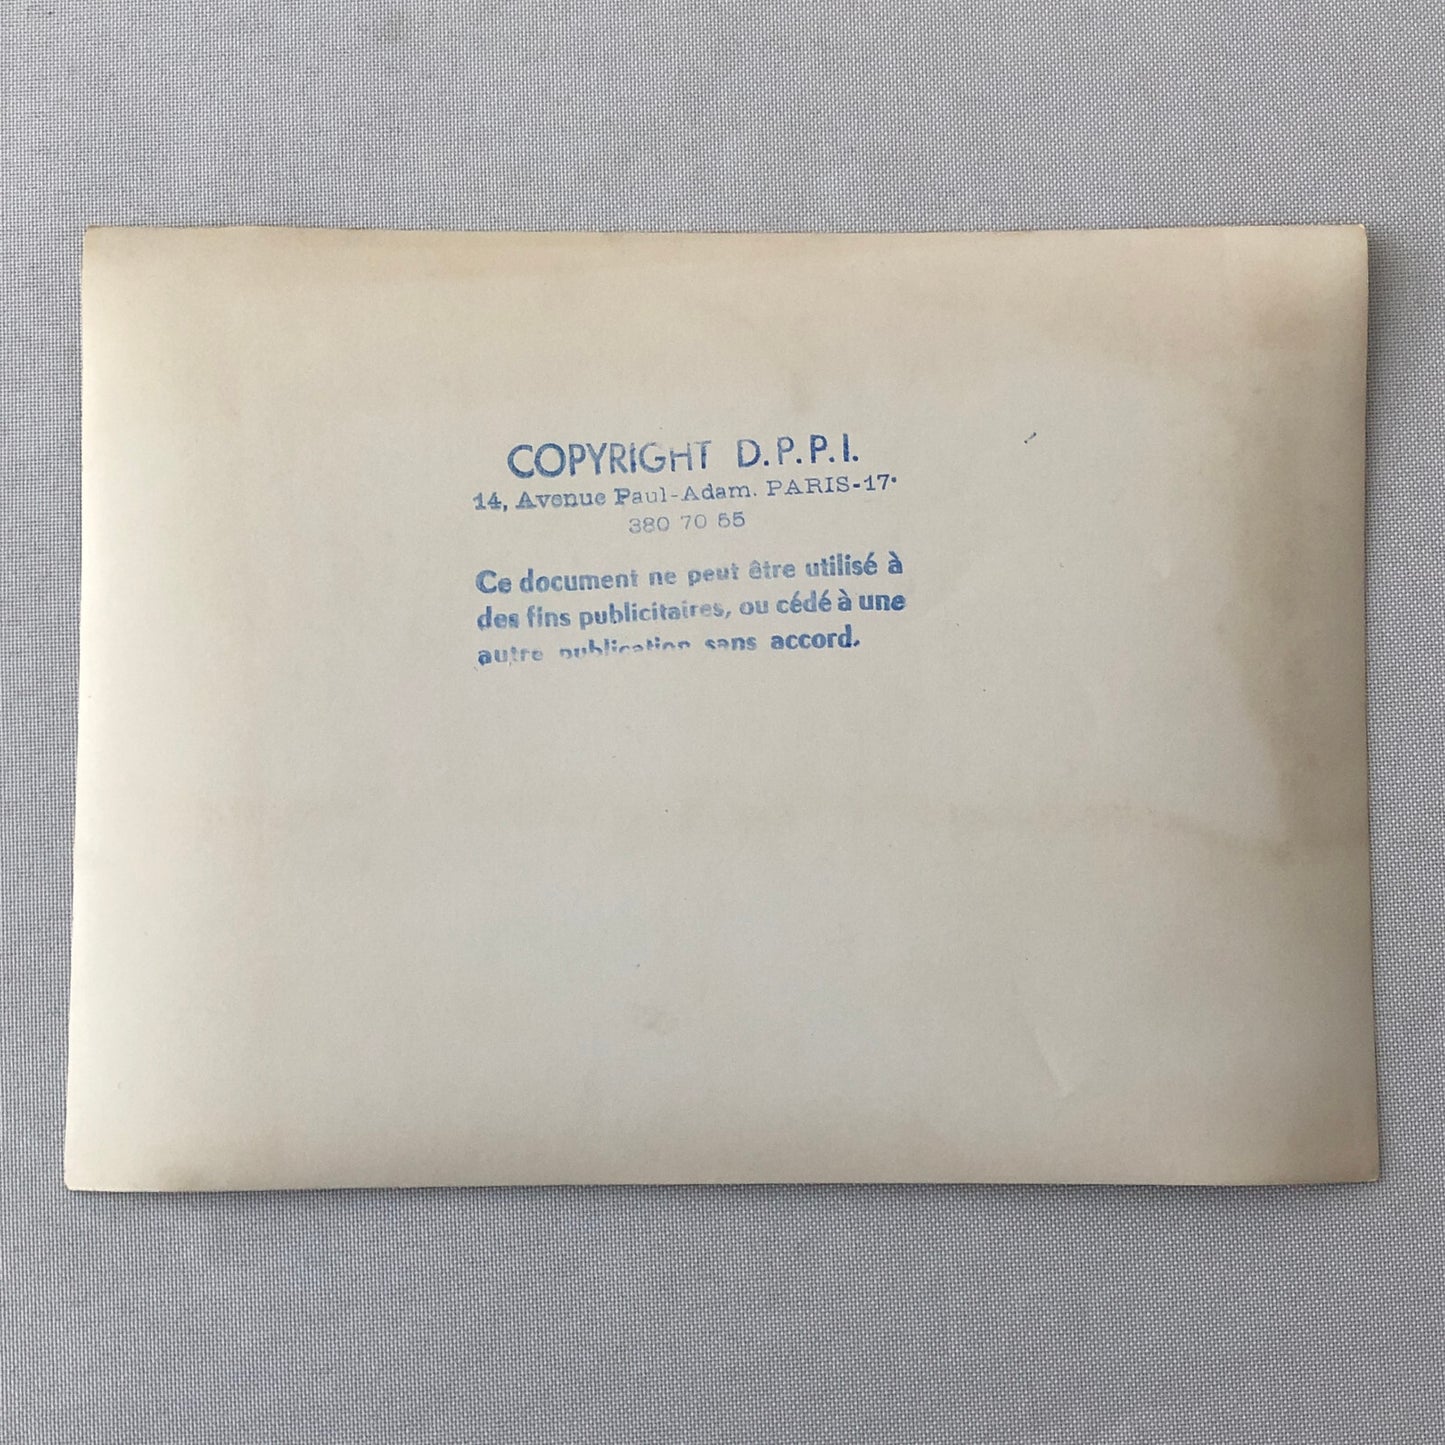 COPYRIGHT D.P.P.I.
14, Avenue Paul-Adam. PARIS-17e
380 70 55
Ce document ne peut être utilisé à
des fins publicitaires, ou cédé à une
autre publication sans accord.